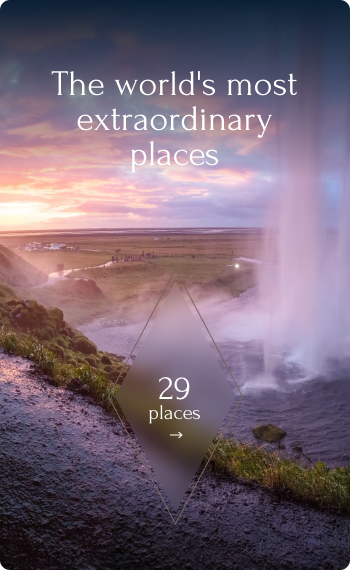 The world's most
extraordinary
places
29
places
→